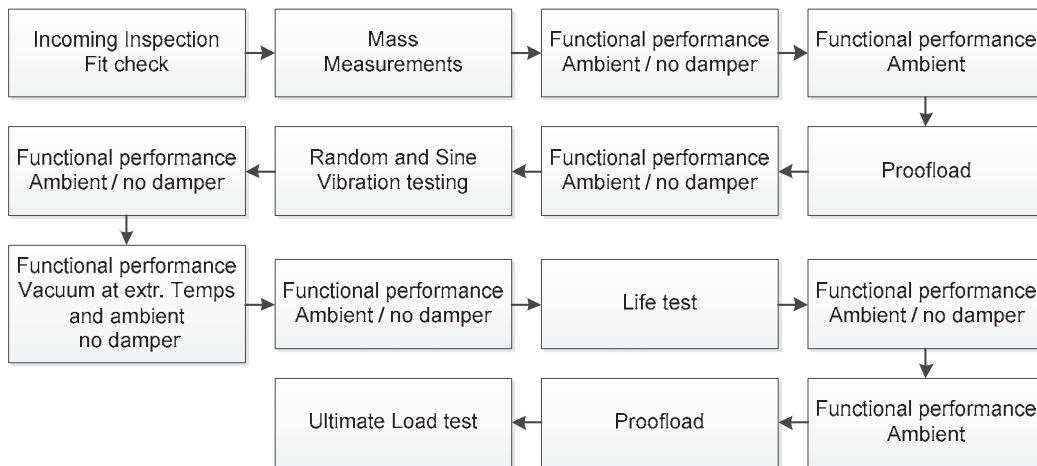 Incoming Inspection
Fit check
Mass
Measurements
Functional performance
Ambient / no damper
Functional performance
Ambient
Proofload
Functional performance
Ambient / no damper
Random and Sine
Vibration testing
Functional performance
Ambient / no damper
Functional performance
Vacuum at extr. Temps
and ambient
no damper
Functional performance
Ambient / no damper
Life test
Functional performance
Ambient / no damper
Functional performance
Ambient
Proofload
Ultimate Load test